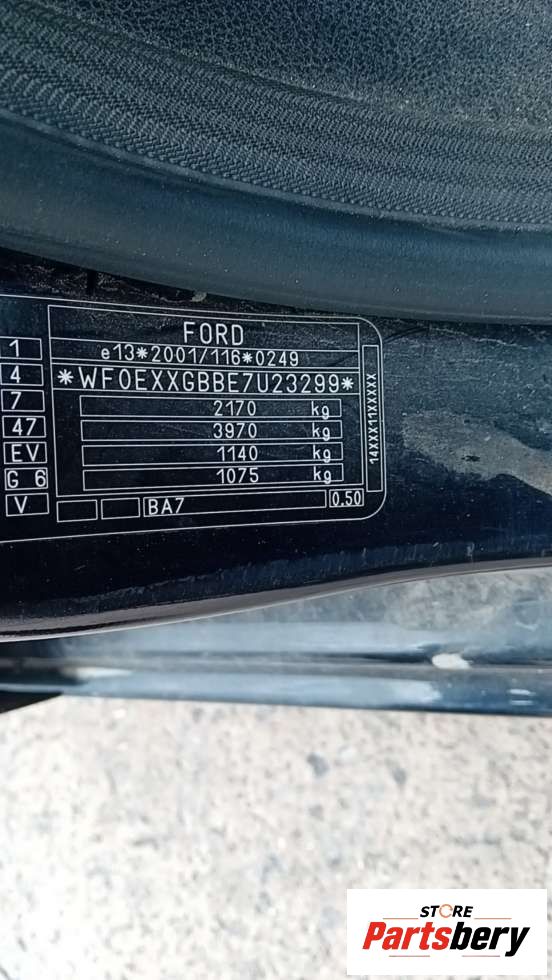 FORD
e13*2001/116*0249
*WF0EXXGBBE7U23299*
2170 kg
3970 kg
1140 kg
1075 kg
BA7 0.50
14XXX11XXXXX
1
4
7
47
EV
G 6
V
STORE
Partsbery